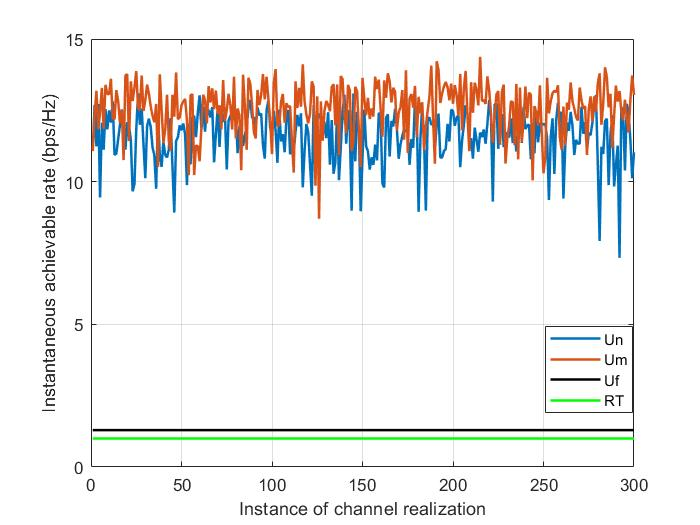 15
10
5
0
Instantaneous achievable rate (bps/Hz)
Un
Um
Uf
RT
0 50 100 150 200 250 300
Instance of channel realization